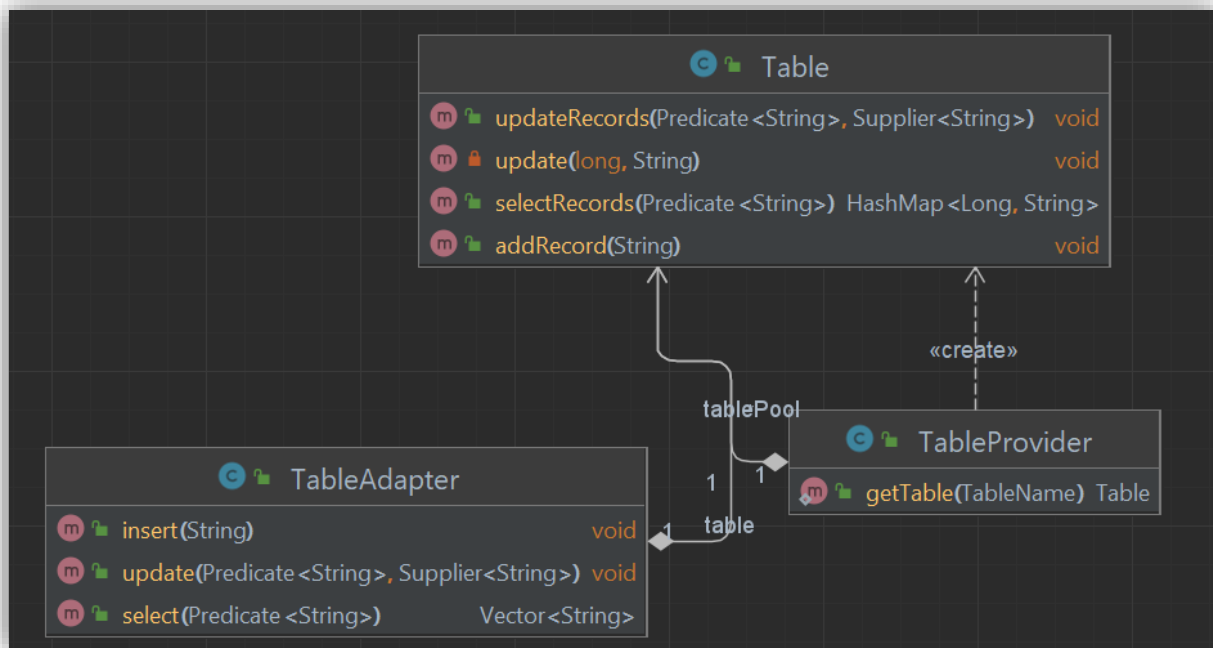 Table
updateRecords(Predicate<String>, Supplier<String>) void
update(long, String) void
selectRecords(Predicate<String>) HashMap<Long, String>
addRecord(String) void
«create»
tablePool
TableProvider
1
1
getTable(TableName) Table
TableAdapter
table
1
insert(String) void
update(Predicate<String>, Supplier<String>) void
select(Predicate<String>) Vector<String>